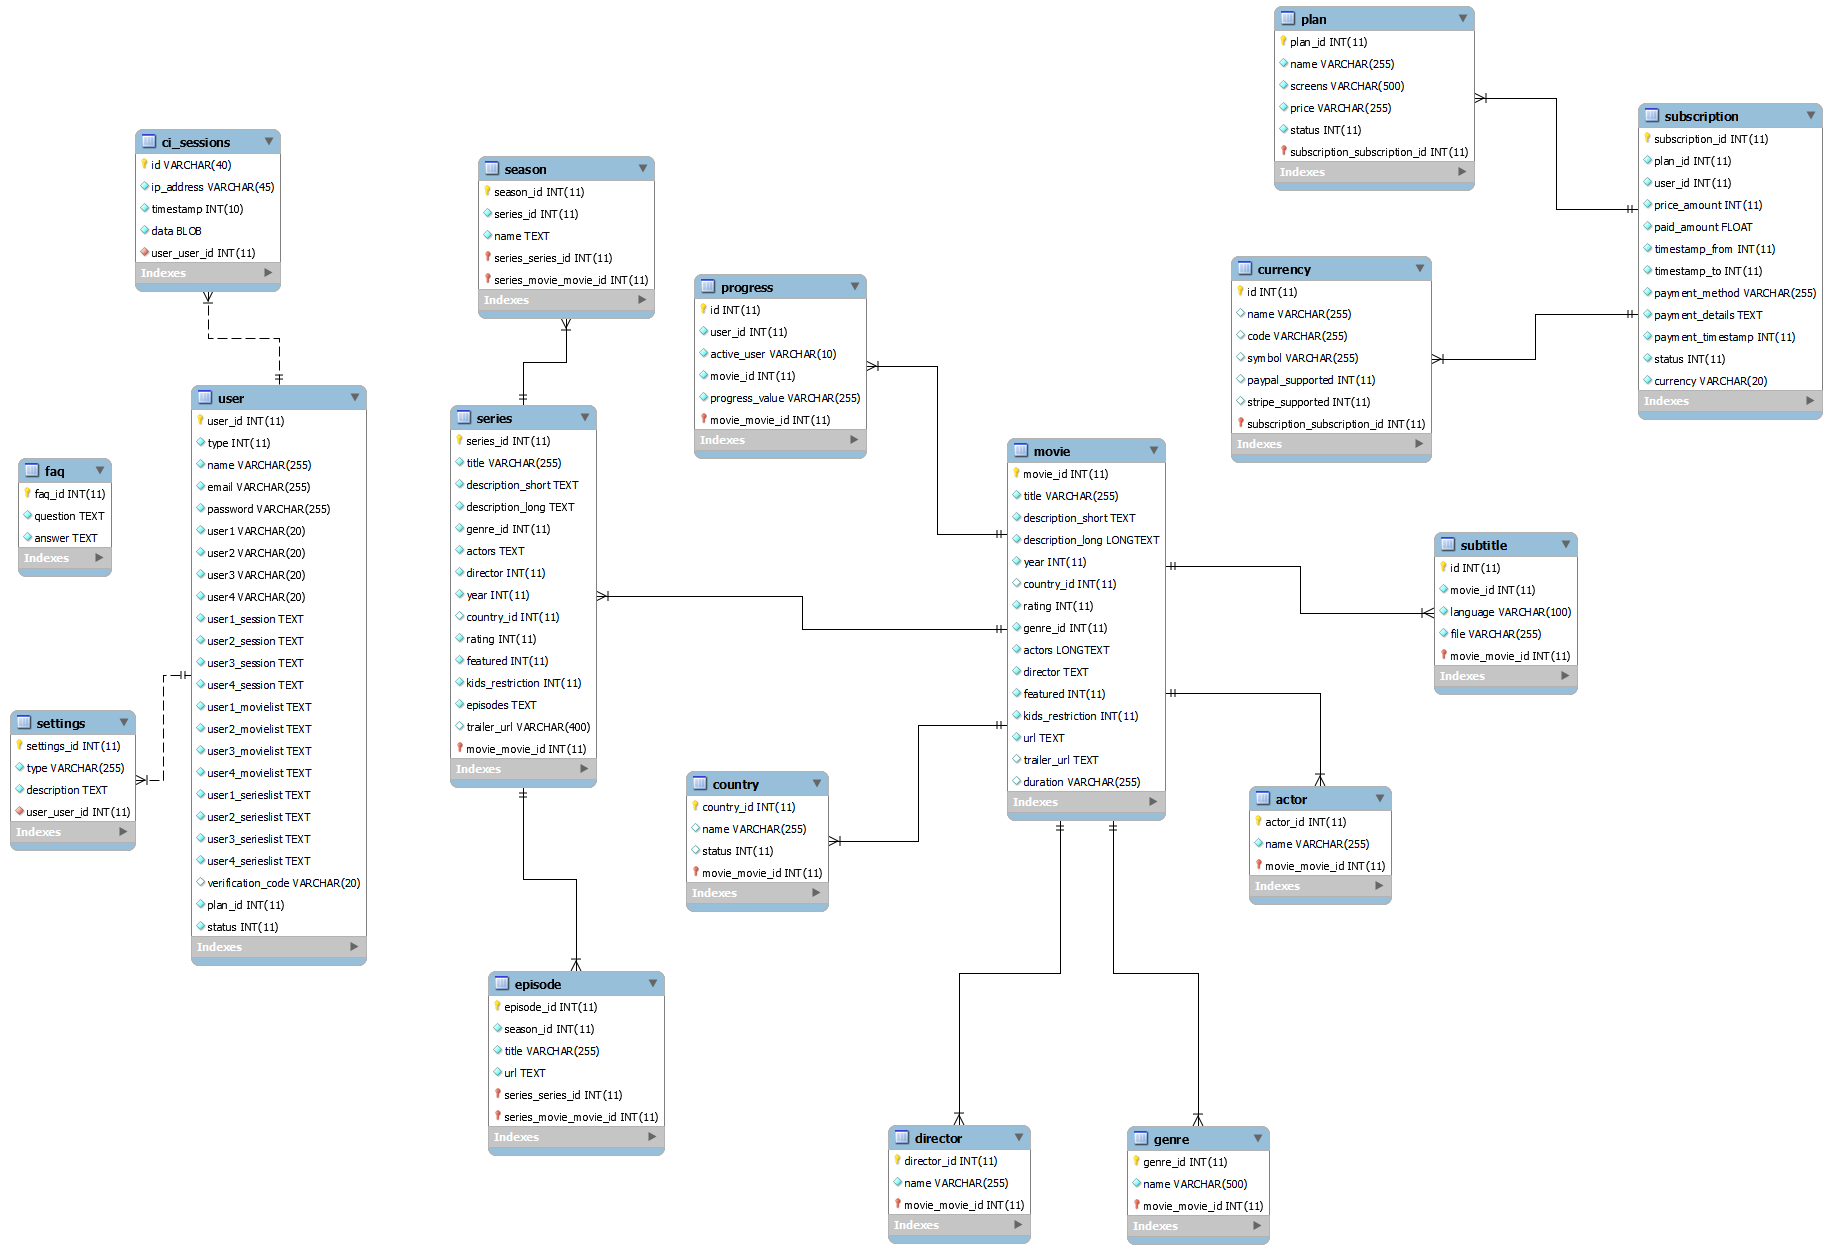 plan
plan_id INT(11)
name VARCHAR(255)
screens VARCHAR(500)
price VARCHAR(255)
status INT(11)
subscription_subscription_id INT(11)
Indexes
subscription
subscription_id INT(11)
plan_id INT(11)
user_id INT(11)
price_amount INT(11)
paid_amount FLOAT
timestamp_from INT(11)
timestamp_to INT(11)
payment_method VARCHAR(255)
payment_details TEXT
payment_timestamp INT(11)
status INT(11)
currency VARCHAR(20)
Indexes
ci_sessions
id VARCHAR(40)
ip_address VARCHAR(45)
timestamp INT(10)
data BLOB
user_user_id INT(11)
Indexes
season
season_id INT(11)
series_id INT(11)
name TEXT
series_series_id INT(11)
series_movie_movie_id INT(11)
Indexes
currency
id INT(11)
name VARCHAR(255)
code VARCHAR(255)
symbol VARCHAR(255)
paypal_supported INT(11)
stripe_supported INT(11)
subscription_subscription_id INT(11)
Indexes
progress
id INT(11)
user_id INT(11)
active_user VARCHAR(10)
movie_id INT(11)
progress_value VARCHAR(255)
movie_movie_id INT(11)
Indexes
user
user_id INT(11)
type INT(11)
name VARCHAR(255)
email VARCHAR(255)
password VARCHAR(255)
user1 VARCHAR(20)
user2 VARCHAR(20)
user3 VARCHAR(20)
user4 VARCHAR(20)
user1_session TEXT
user2_session TEXT
user3_session TEXT
user4_session TEXT
user1_movielist TEXT
user2_movielist TEXT
user3_movielist TEXT
user4_movielist TEXT
user1_serieslist TEXT
user2_serieslist TEXT
user3_serieslist TEXT
user4_serieslist TEXT
verification_code VARCHAR(20)
plan_id INT(11)
status INT(11)
Indexes
series
series_id INT(11)
title VARCHAR(255)
description_short TEXT
description_long TEXT
genre_id INT(11)
actors TEXT
director INT(11)
year INT(11)
country_id INT(11)
rating INT(11)
featured INT(11)
kids_restriction INT(11)
episodes TEXT
trailer_url VARCHAR(400)
movie_movie_id INT(11)
Indexes
movie
movie_id INT(11)
title VARCHAR(255)
description_short TEXT
description_long LONGTEXT
year INT(11)
country_id INT(11)
rating INT(11)
genre_id INT(11)
actors LONGTEXT
director TEXT
featured INT(11)
kids_restriction INT(11)
url TEXT
trailer_url TEXT
duration VARCHAR(255)
Indexes
faq
faq_id INT(11)
question TEXT
answer TEXT
Indexes
subtitle
id INT(11)
movie_id INT(11)
language VARCHAR(100)
file VARCHAR(255)
movie_movie_id INT(11)
Indexes
settings
settings_id INT(11)
type VARCHAR(255)
description TEXT
user_user_id INT(11)
Indexes
country
country_id INT(11)
name VARCHAR(255)
status INT(11)
movie_movie_id INT(11)
Indexes
actor
actor_id INT(11)
name VARCHAR(255)
movie_movie_id INT(11)
Indexes
episode
episode_id INT(11)
season_id INT(11)
title VARCHAR(255)
url TEXT
series_series_id INT(11)
series_movie_movie_id INT(11)
Indexes
director
director_id INT(11)
name VARCHAR(255)
movie_movie_id INT(11)
Indexes
genre
genre_id INT(11)
name VARCHAR(500)
movie_movie_id INT(11)
Indexes